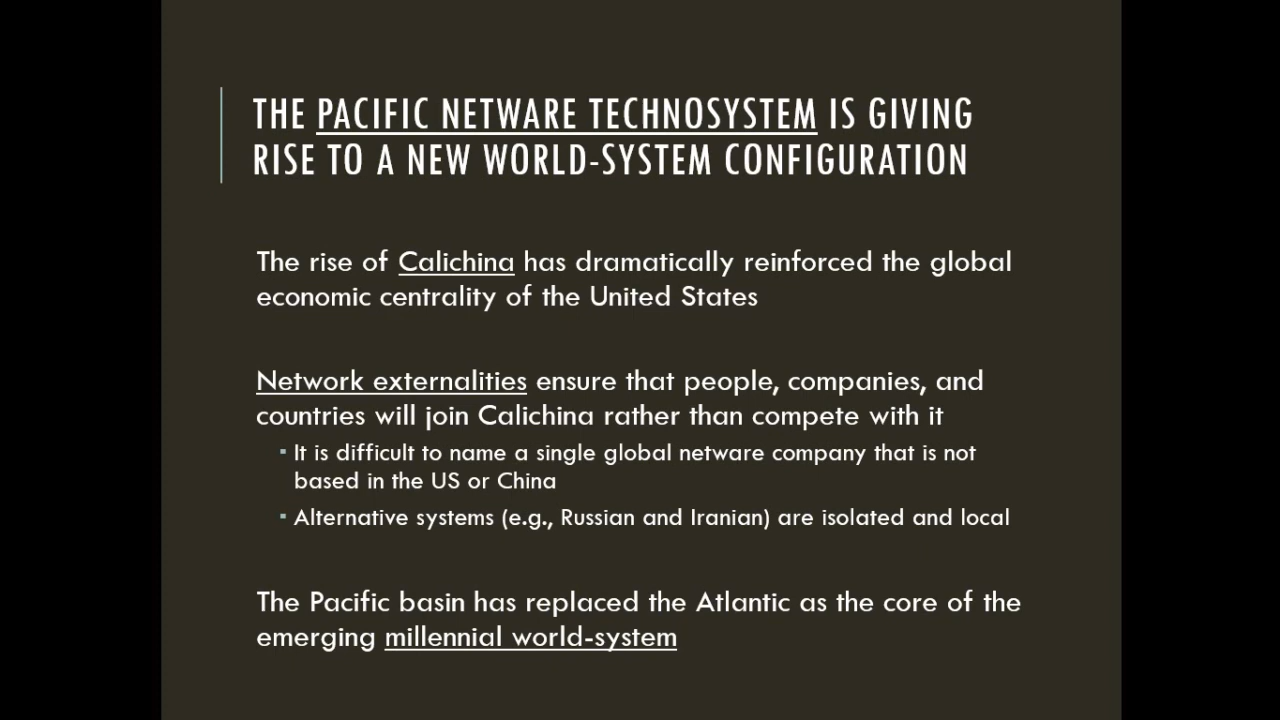 THE PACIFIC NETWARE TECHNOSYSTEM IS GIVING
RISE TO A NEW WORLD-SYSTEM CONFIGURATION
The rise of Calichina has dramatically reinforced the global
economic centrality of the United States
Network externalities ensure that people, companies, and
countries will join Calichina rather than compete with it
▪ It is difficult to name a single global netware company that is not
based in the US or China
▪ Alternative systems (e.g., Russian and Iranian) are isolated and local
The Pacific basin has replaced the Atlantic as the core of the
emerging millennial world-system